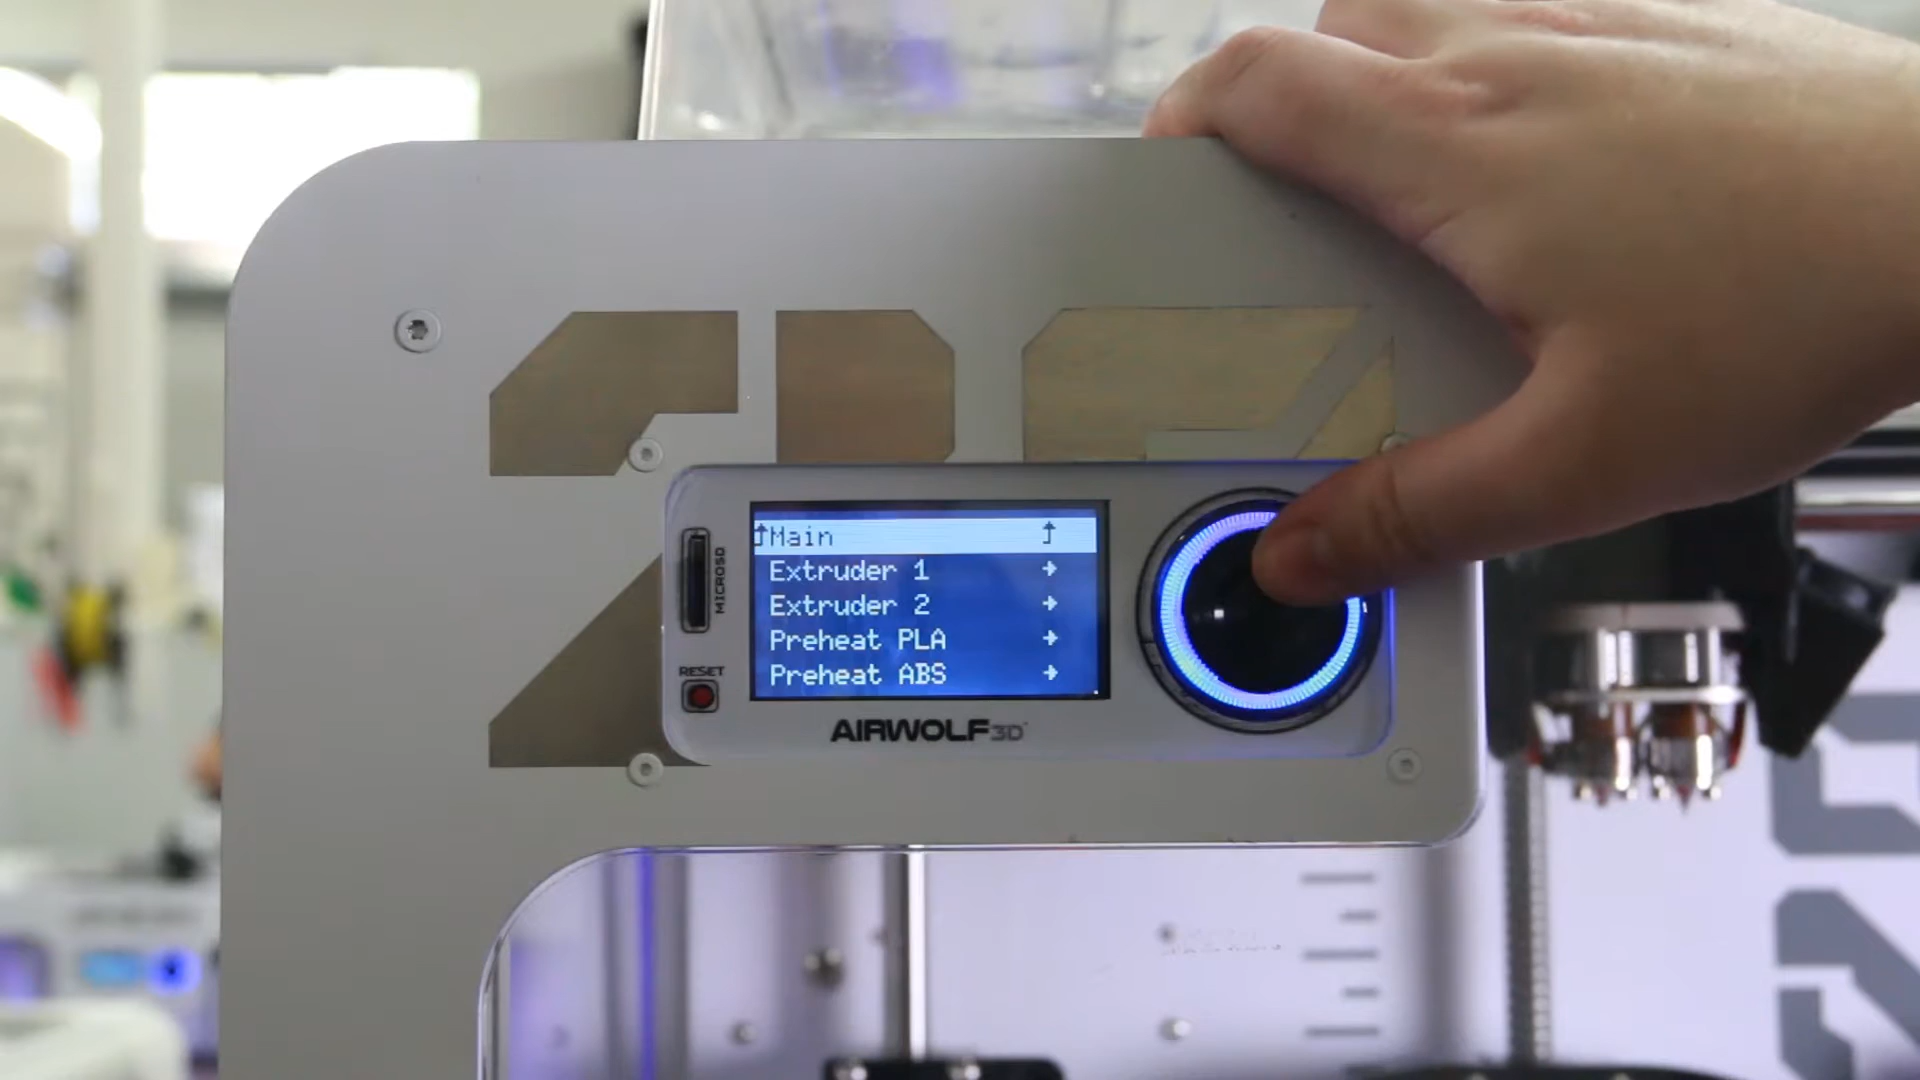 Main
Extruder 1
Extruder 2
Preheat PLA
Preheat ABS
MICROSD
RESET
AIRWOLF3D